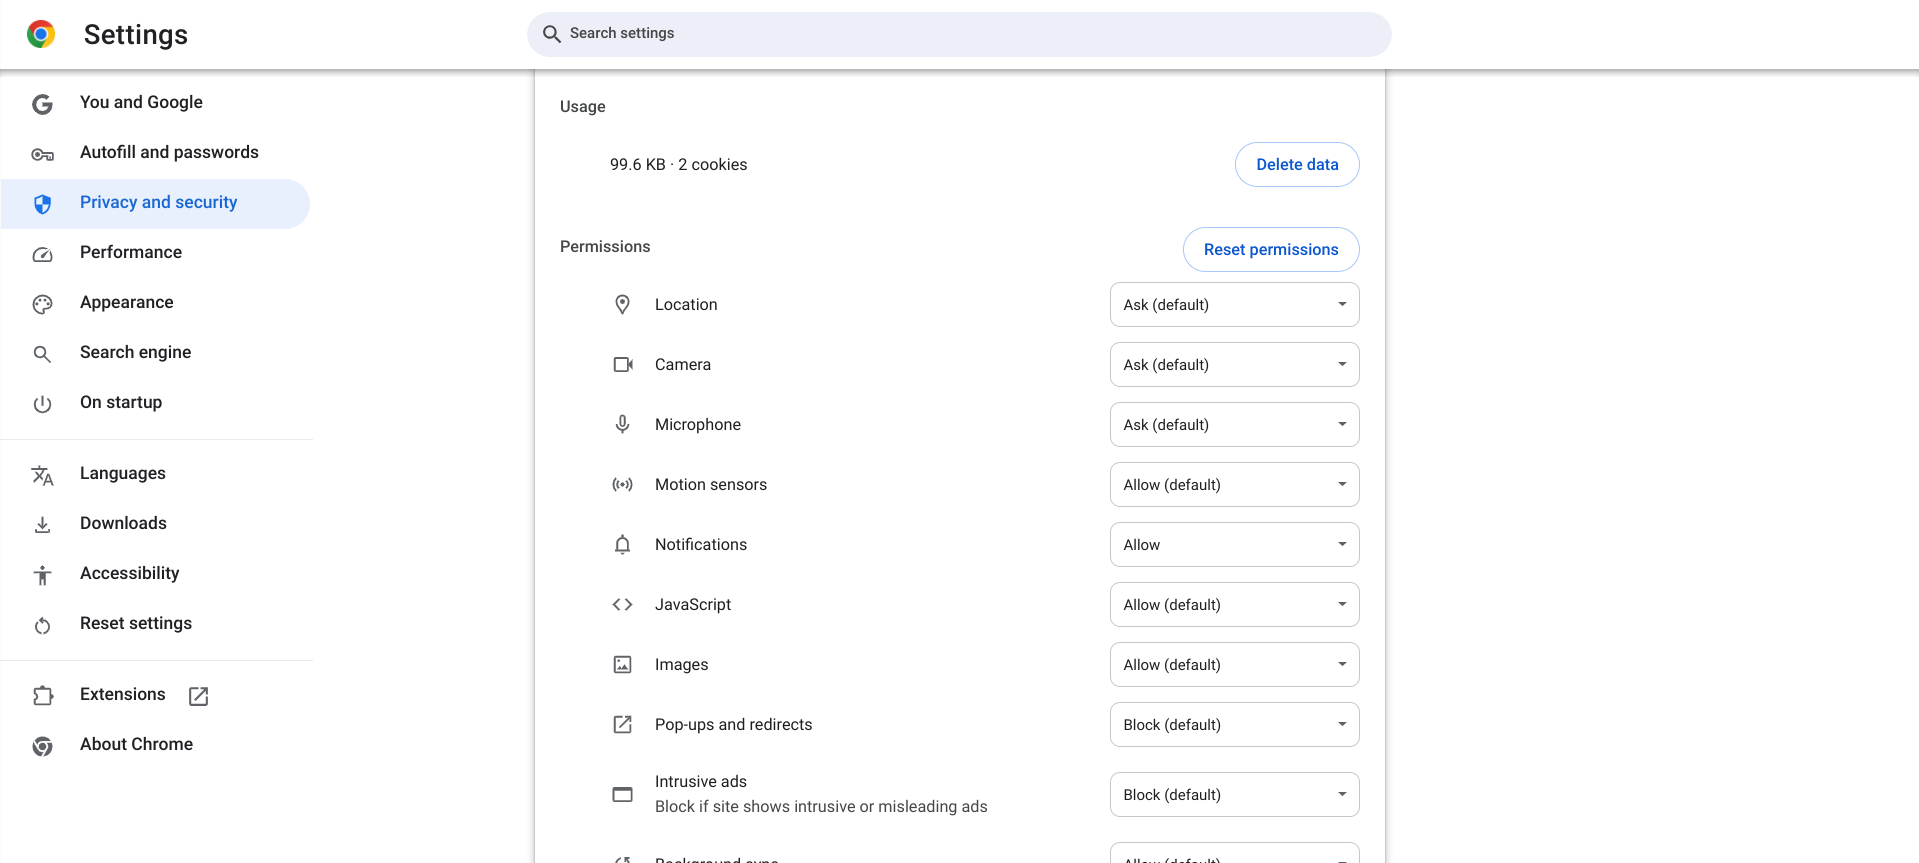 Settings
Search settings
You and Google
Autofill and passwords
Privacy and security
Performance
Appearance
Search engine
On startup
Languages
Downloads
Accessibility
Reset settings
Extensions
About Chrome
Usage
99.6 KB · 2 cookies
Delete data
Permissions
Reset permissions
Location
Ask (default)
Camera
Ask (default)
Microphone
Ask (default)
Motion sensors
Allow (default)
Notifications
Allow
JavaScript
Allow (default)
Images
Allow (default)
Pop-ups and redirects
Block (default)
Intrusive ads
Block if site shows intrusive or misleading ads
Block (default)
Background sync
Allow (default)